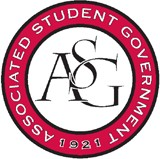 ASSOCIATED STUDENT GOVERNMENT
ASG
1921